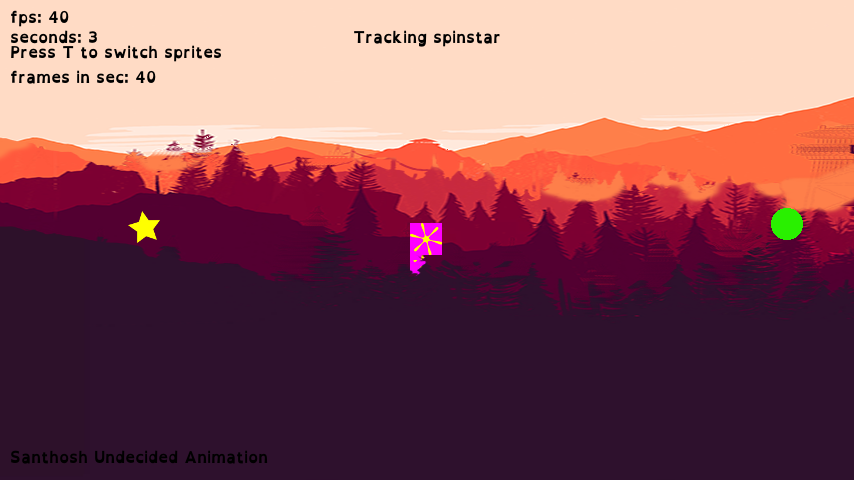 fps: 40
seconds: 3
Press T to switch sprites
frames in sec: 40
Tracking spinstar
Santhosh Undecided Animation